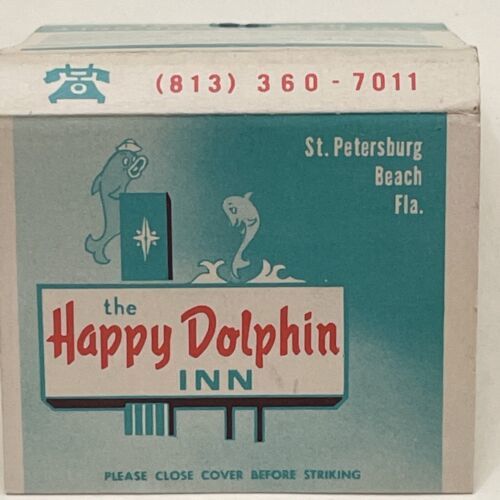 (813) 360-7011
St. Petersburg
Beach
Fla.
the
Happy Dolphin
INN
PLEASE CLOSE COVER BEFORE STRIKING